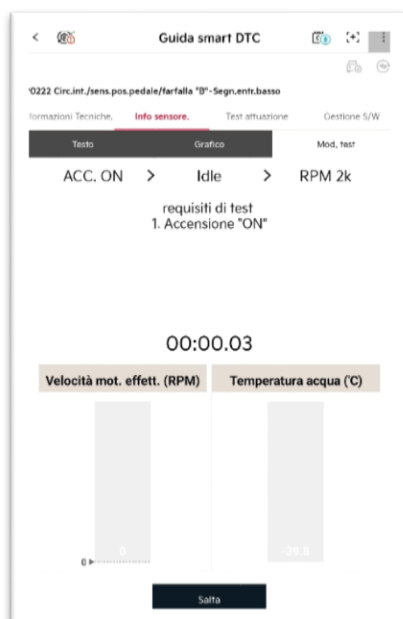 Guida smart DTC
0222 Circ.int./sens.pos.pedale/farfalla "B"-Segn.entr.basso
formazioni Tecniche. Info sensore. Test attuazione Gestione S/W
Testo Grafico Mod, test
ACC. ON > Idle > RPM 2k
requisiti di test
1. Accensione "ON"
00:00.03
Velocità mot. effett. (RPM) Temperatura acqua (℃)
0 -39.8
0
Salta